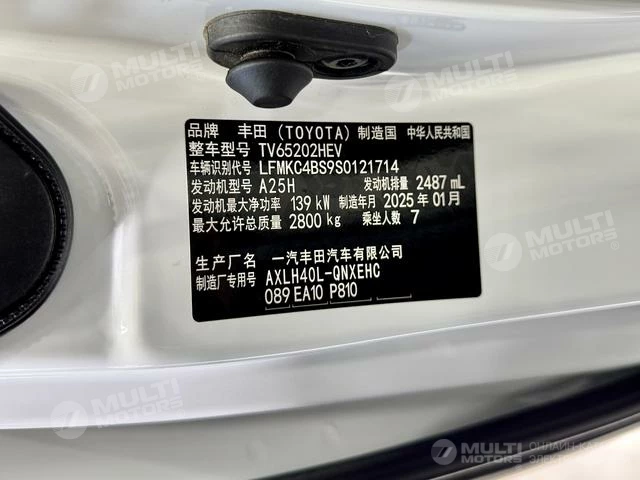 MULTI
MOTORS
MULTI
MOTORS
品牌 丰田 (TOYOTA) 制造国 中华人民共和国
整车型号 TV65202HEV
车辆识别代号 LFMKC4BS9S0121714
发动机型号 A25H 发动机排量 2487 mL
发动机最大净功率 139 kW 制造年月 2025 年 01 月
最大允许总质量 2800 kg 乘坐人数 7
生产厂名 一汽丰田汽车有限公司
制造厂专用号 AXLH40L-QNXEHC
089 EA10 P810
MULTI
MOTORS
MULTI
MOTORS
MULTI
MOTORS
MULTI
MOTORS